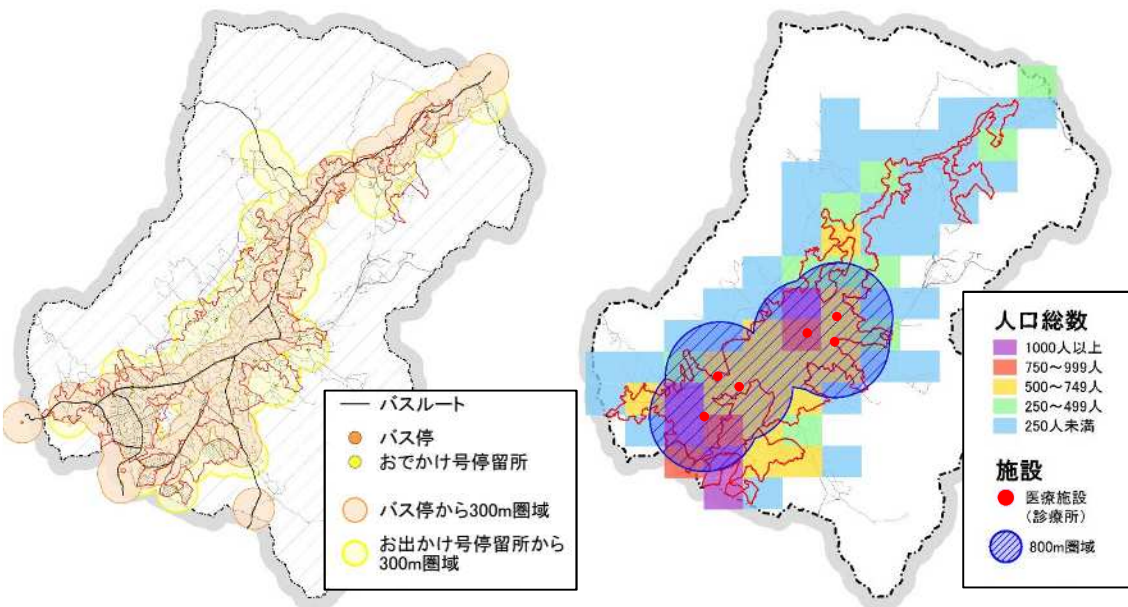 バスルート
バス停
おでかけ号停留所
バス停から300m圏域
お出かけ号停留所から
300m圏域
人口総数
1000人以上
750～999人
500～749人
250～499人
250人未満
施設
医療施設
(診療所)
800m圏域